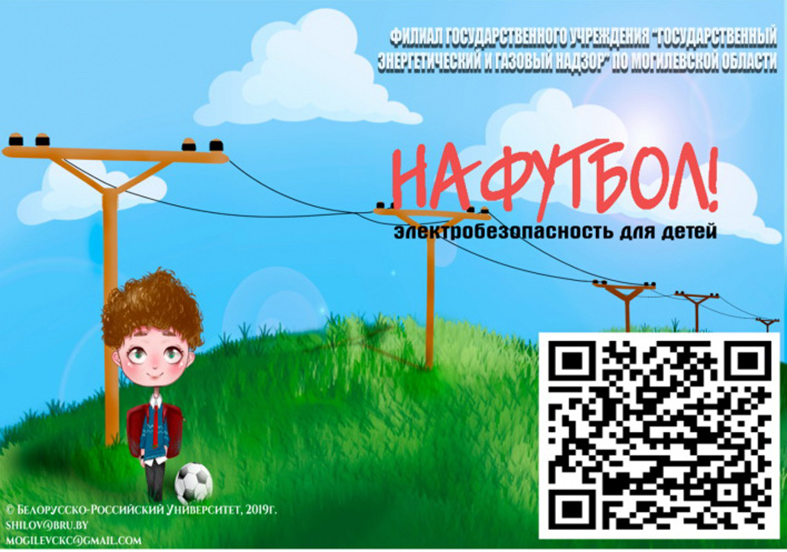 ФИЛИАЛ ГОСУДАРСТВЕННОГО УЧРЕЖДЕНИЯ "ГОСУДАРСТВЕННЫЙ
ЭНЕРГЕТИЧЕСКИЙ И ГАЗОВЫЙ НАДЗОР" ПО МОГИЛЕВСКОЙ ОБЛАСТИ
НА ФУТБОЛ!
электробезопасность для детей
© Белорусско-Российский Университет, 2019г.
SHILOV@BRU.BY
MOGILEVCKC@GMAIL.COM